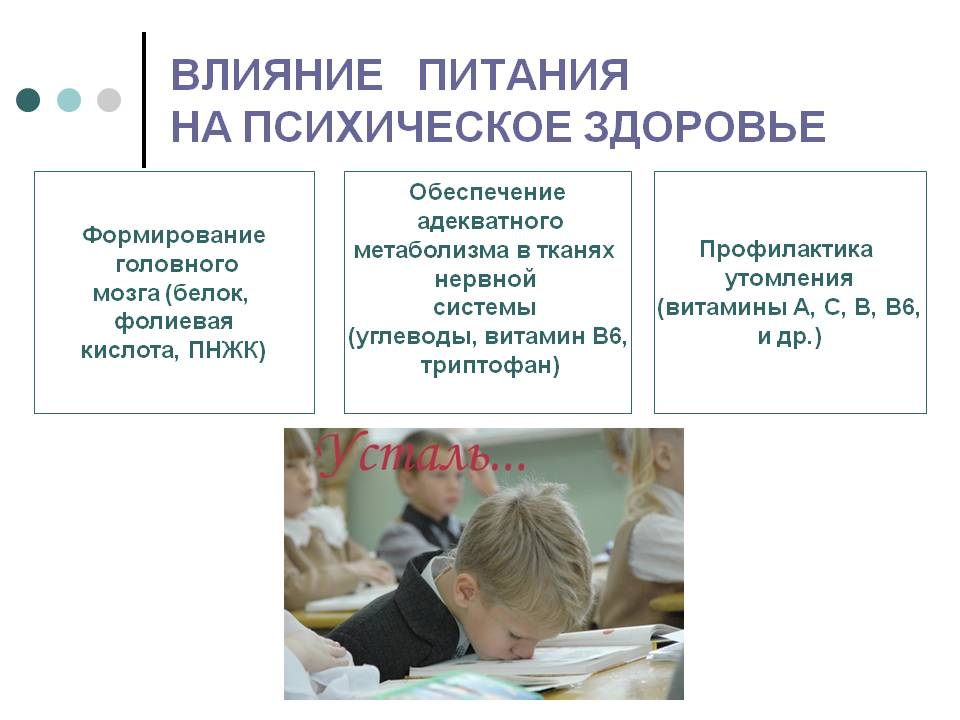 ВЛИЯНИЕ ПИТАНИЯ
НА ПСИХИЧЕСКОЕ ЗДОРОВЬЕ
Формирование
головного
мозга (белок,
фолиевая
кислота, ПНЖК)
Обеспечение
адекватного
метаболизма в тканях
нервной
системы
(углеводы, витамин В6,
триптофан)
Профилактика
утомления
(витамины А, С, В, В6,
и др.)
Усталь...